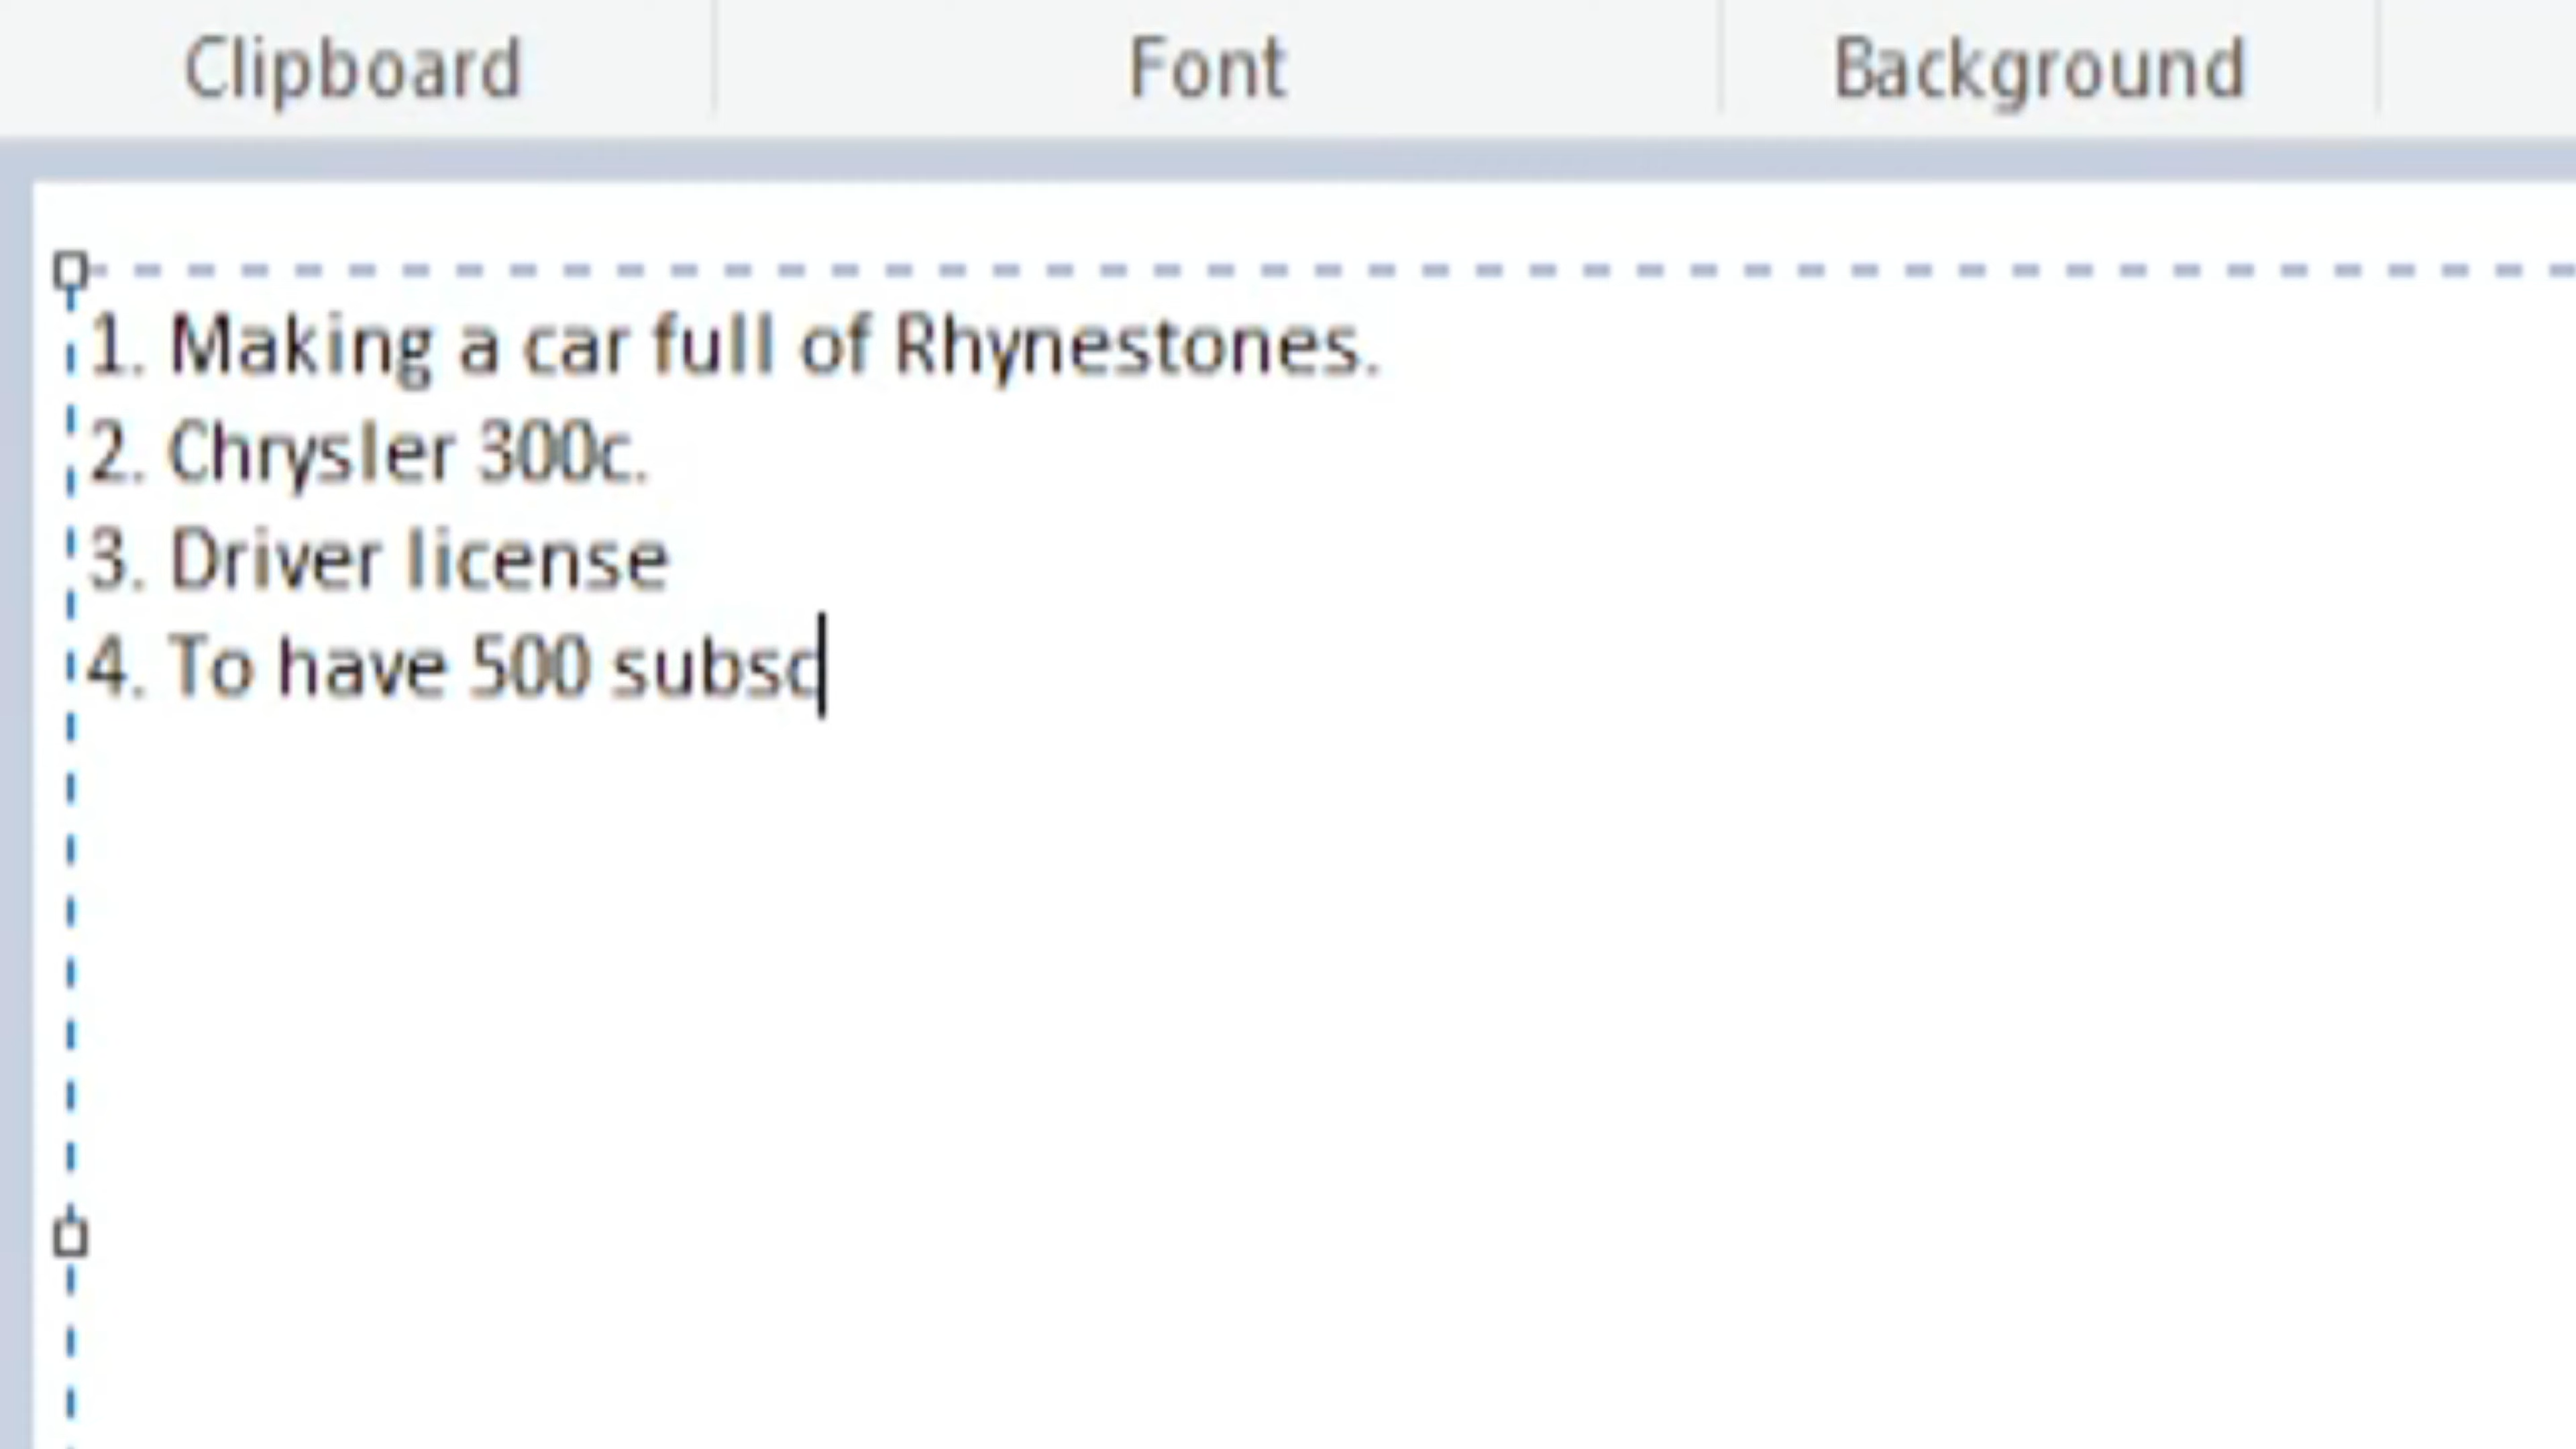 Clipboard Font Background
1. Making a car full of Rhynestones.
2. Chrysler 300c.
3. Driver license
4. To have 500 subsc